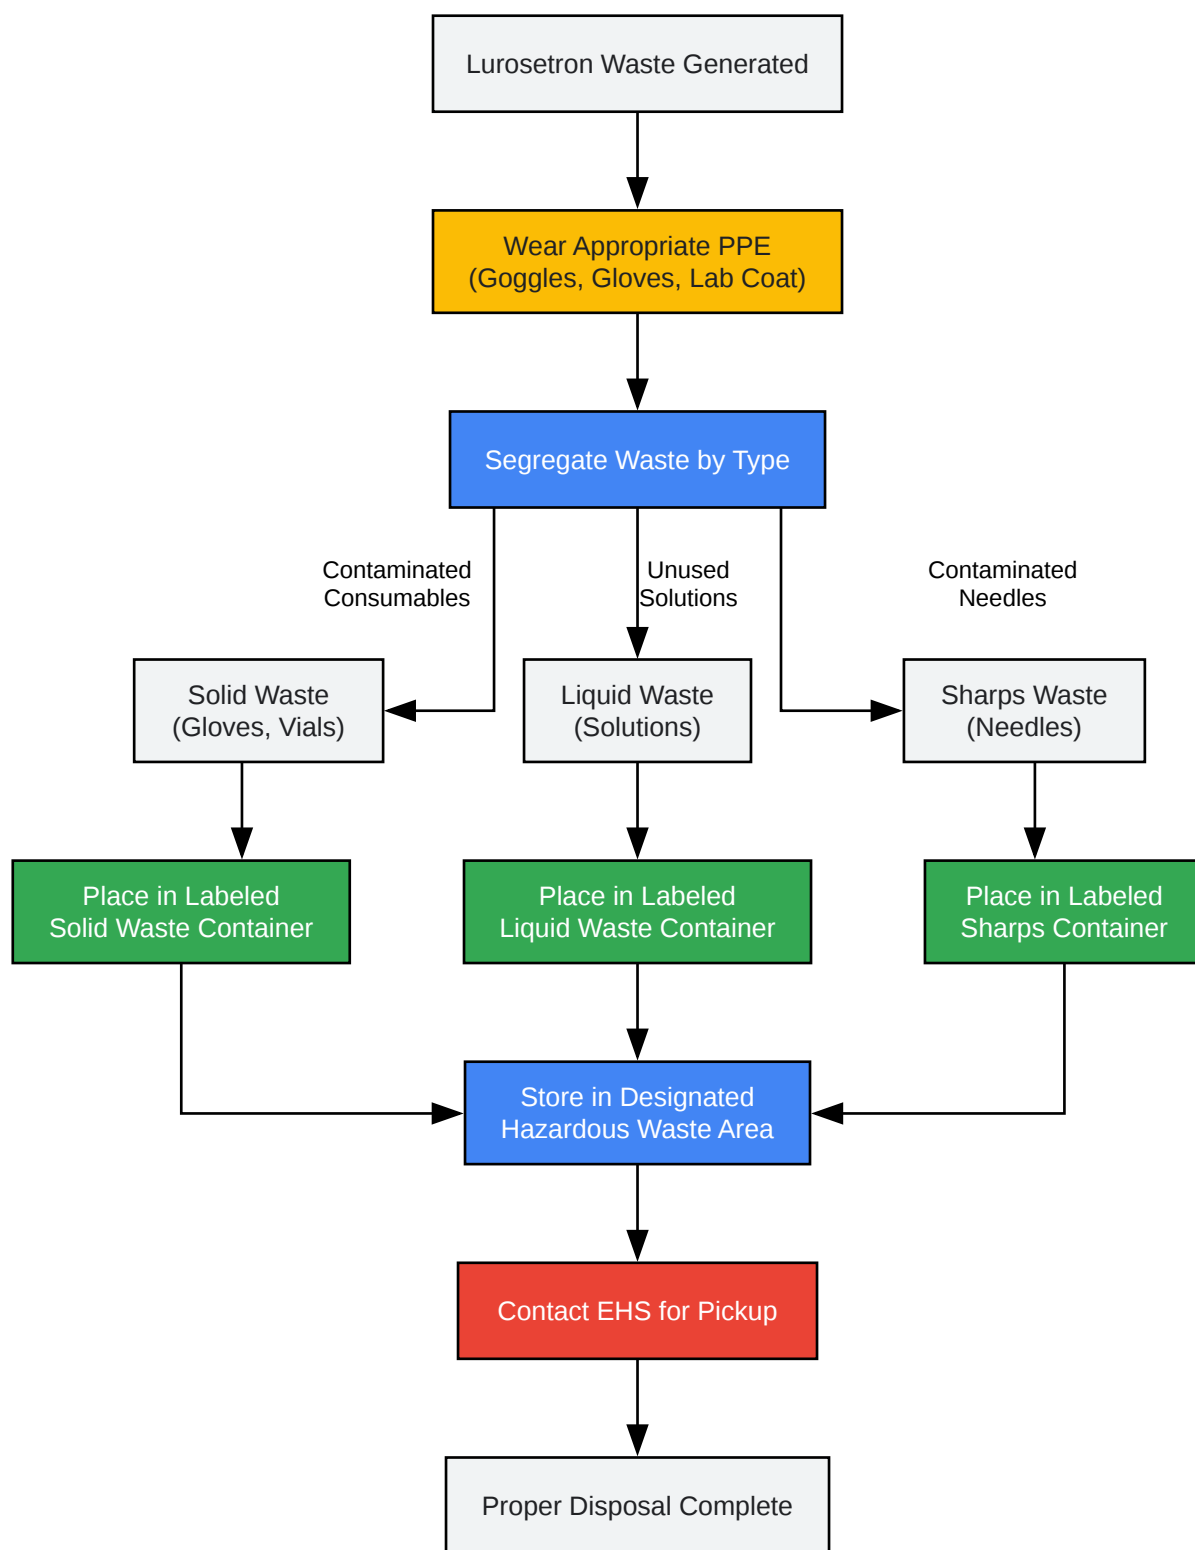 Lurosetron Waste Generated
Wear Appropriate PPE
(Goggles, Gloves, Lab Coat)
Segregate Waste by Type
Contaminated
Consumables
Unused
Solutions
Contaminated
Needles
Solid Waste
(Gloves, Vials)
Liquid Waste
(Solutions)
Sharps Waste
(Needles)
Place in Labeled
Solid Waste Container
Place in Labeled
Liquid Waste Container
Place in Labeled
Sharps Container
Store in Designated
Hazardous Waste Area
Contact EHS for Pickup
Proper Disposal Complete